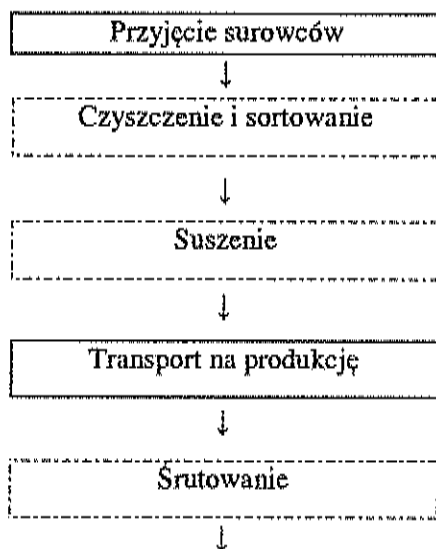 Przyjęcie surowców
↓
Czyszczenie i sortowanie
↓
Suszenie
↓
Transport na produkcję
↓
Śrutowanie
↓